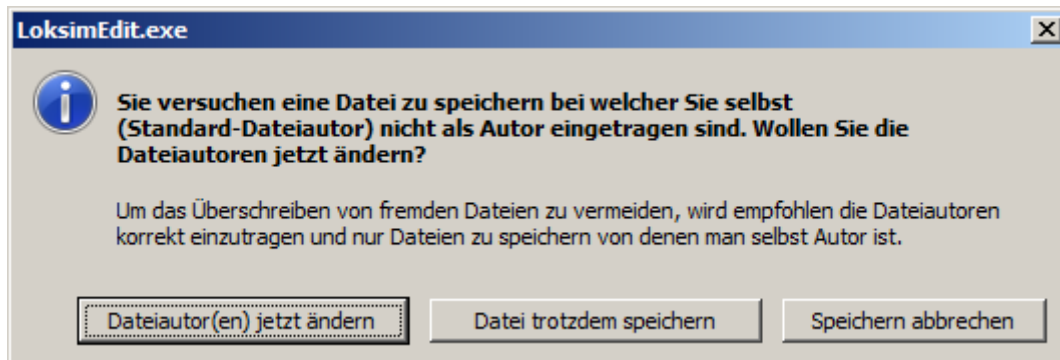 LoksimEdit.exe
Sie versuchen eine Datei zu speichern bei welcher Sie selbst
(Standard-Dateiautor) nicht als Autor eingetragen sind. Wollen Sie die
Dateiautoren jetzt ändern?
Um das Überschreiben von fremden Dateien zu vermeiden, wird empfohlen die Dateiautoren
korrekt einzutragen und nur Dateien zu speichern von denen man selbst Autor ist.
Dateiautor(en) jetzt ändern Datei trotzdem speichern Speichern abbrechen